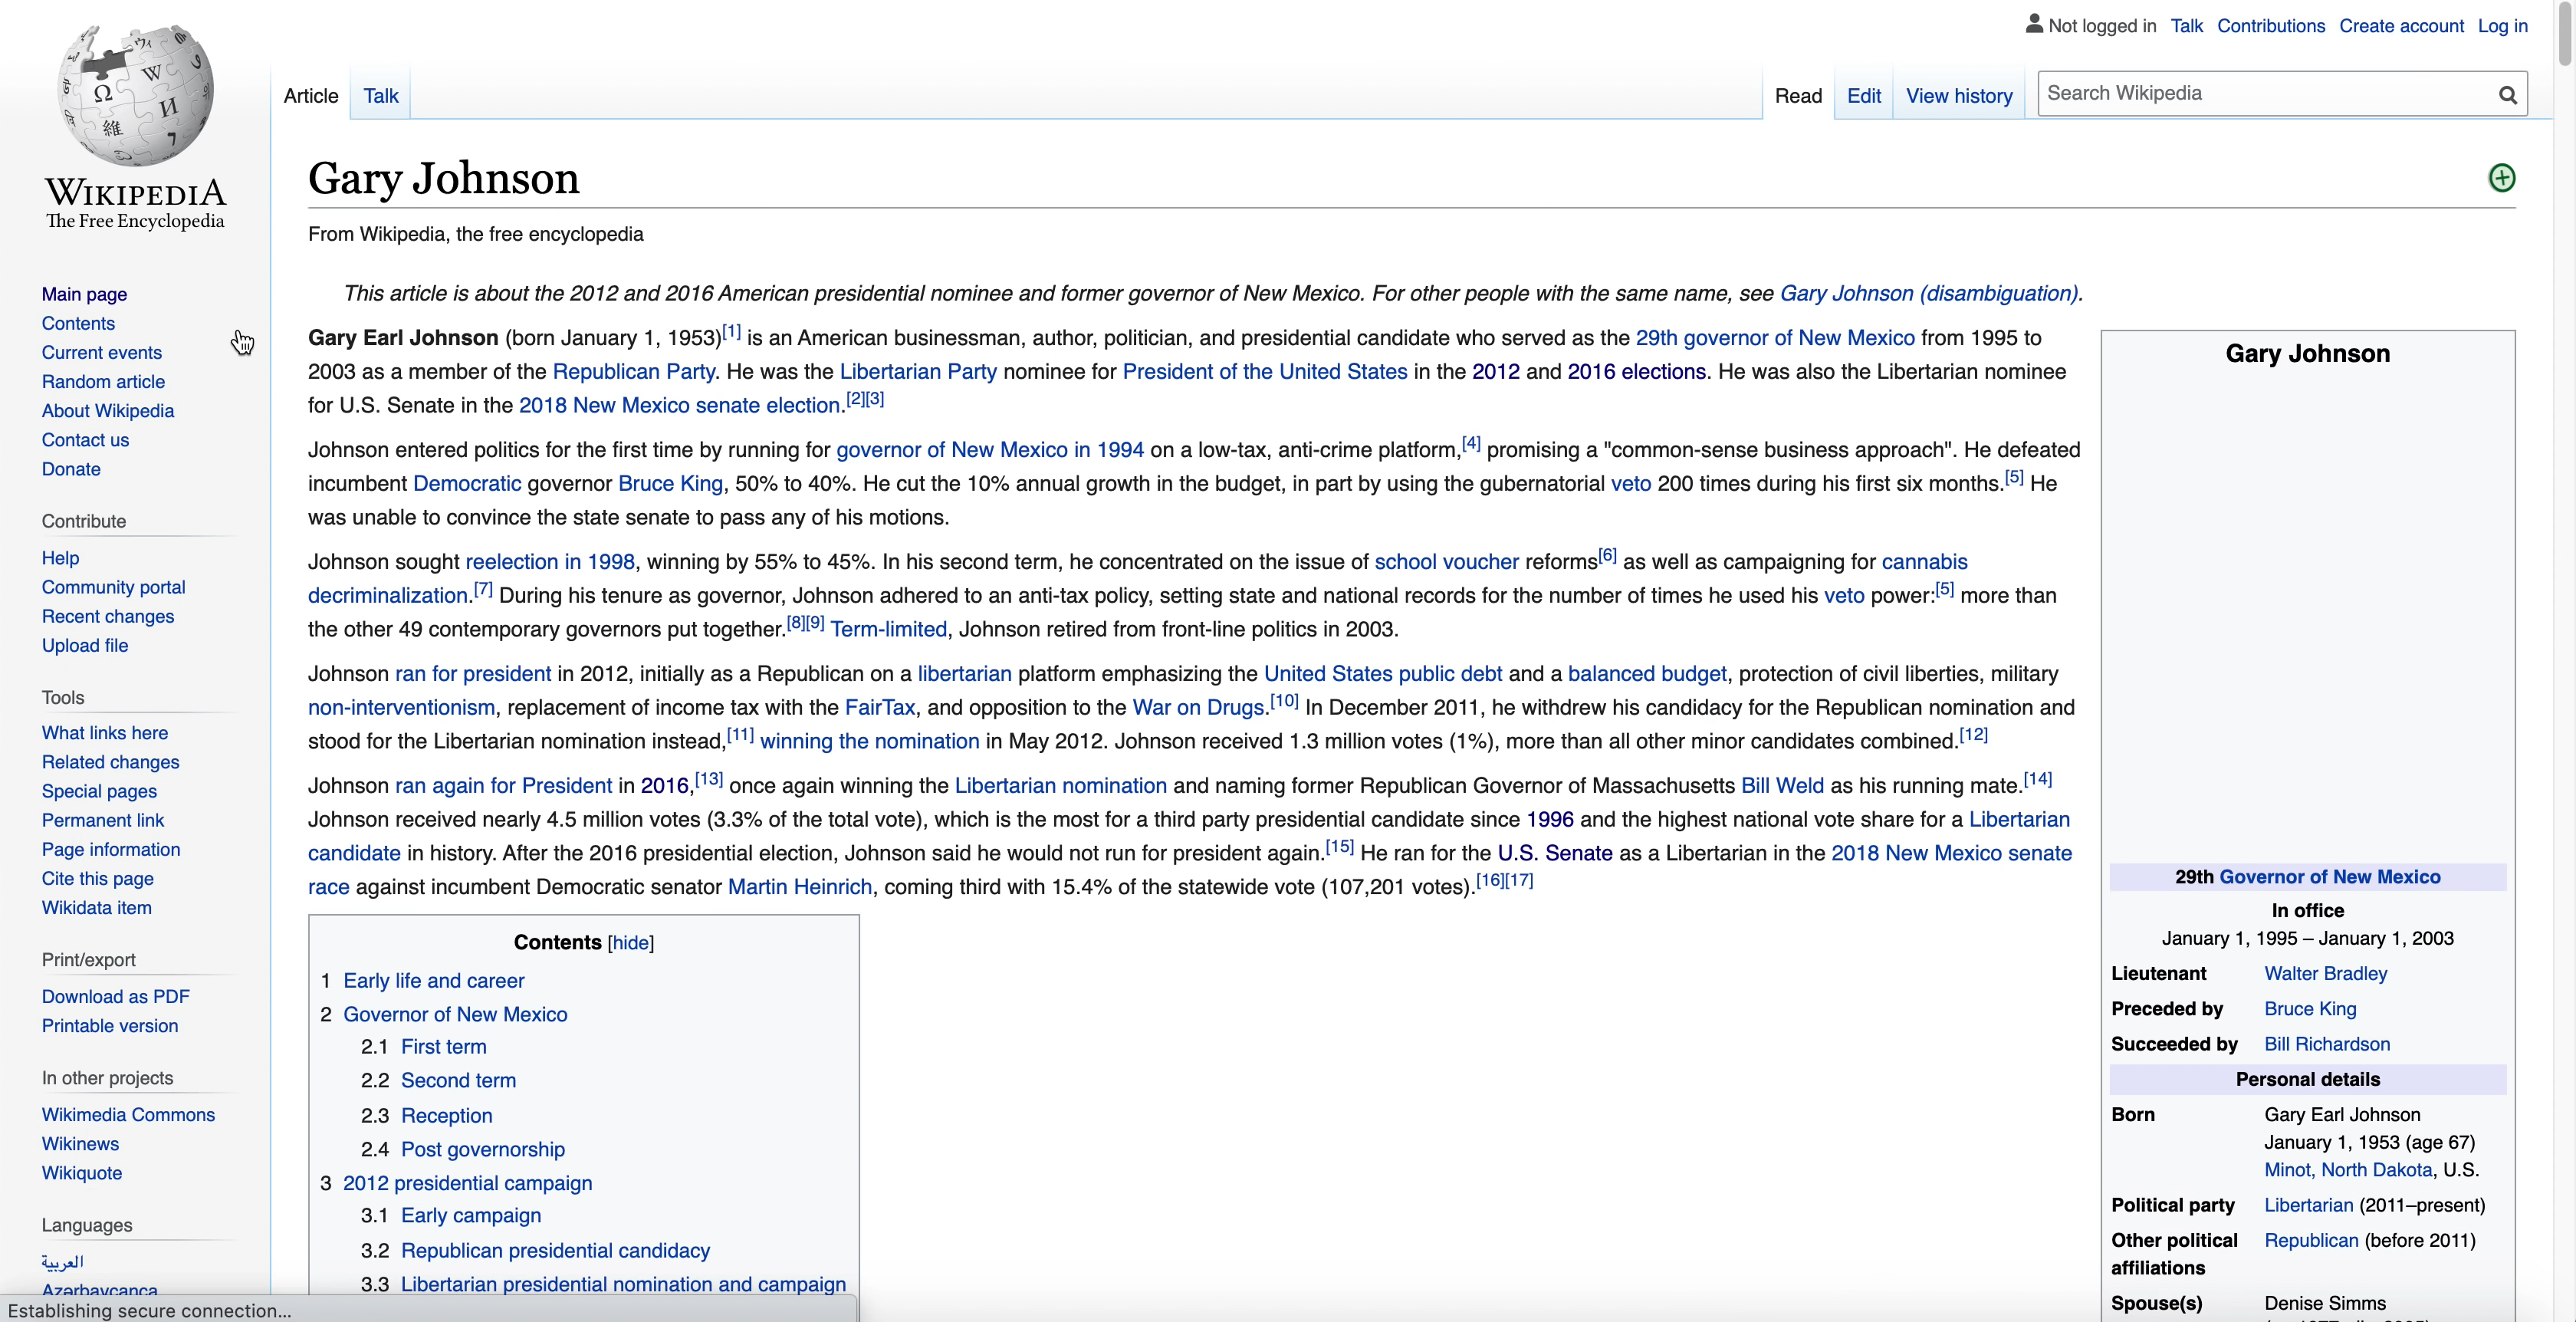 Not logged in Talk Contributions Create account Log in
Article Talk Read Edit View history Search Wikipedia
WIKIPEDIA
The Free Encyclopedia
Main page
Contents
Current events
Random article
About Wikipedia
Contact us
Donate
Contribute
Help
Community portal
Recent changes
Upload file
Tools
What links here
Related changes
Special pages
Permanent link
Page information
Cite this page
Wikidata item
Print/export
Download as PDF
Printable version
In other projects
Wikimedia Commons
Wikinews
Wikiquote
Languages
العربية
Azərbaycanca
Establishing secure connection...
Gary Johnson
From Wikipedia, the free encyclopedia
This article is about the 2012 and 2016 American presidential nominee and former governor of New Mexico. For other people with the same name, see Gary Johnson (disambiguation).
Gary Earl Johnson (born January 1, 1953)[1] is an American businessman, author, politician, and presidential candidate who served as the 29th governor of New Mexico from 1995 to
2003 as a member of the Republican Party. He was the Libertarian Party nominee for President of the United States in the 2012 and 2016 elections. He was also the Libertarian nominee
for U.S. Senate in the 2018 New Mexico senate election.[2][3]
Johnson entered politics for the first time by running for governor of New Mexico in 1994 on a low-tax, anti-crime platform,[4] promising a "common-sense business approach". He defeated
incumbent Democratic governor Bruce King, 50% to 40%. He cut the 10% annual growth in the budget, in part by using the gubernatorial veto 200 times during his first six months.[5] He
was unable to convince the state senate to pass any of his motions.
Johnson sought reelection in 1998, winning by 55% to 45%. In his second term, he concentrated on the issue of school voucher reforms[6] as well as campaigning for cannabis
decriminalization.[7] During his tenure as governor, Johnson adhered to an anti-tax policy, setting state and national records for the number of times he used his veto power:[5] more than
the other 49 contemporary governors put together.[8][9] Term-limited, Johnson retired from front-line politics in 2003.
Johnson ran for president in 2012, initially as a Republican on a libertarian platform emphasizing the United States public debt and a balanced budget, protection of civil liberties, military
non-interventionism, replacement of income tax with the FairTax, and opposition to the War on Drugs.[10] In December 2011, he withdrew his candidacy for the Republican nomination and
stood for the Libertarian nomination instead,[11] winning the nomination in May 2012. Johnson received 1.3 million votes (1%), more than all other minor candidates combined.[12]
Johnson ran again for President in 2016,[13] once again winning the Libertarian nomination and naming former Republican Governor of Massachusetts Bill Weld as his running mate.[14]
Johnson received nearly 4.5 million votes (3.3% of the total vote), which is the most for a third party presidential candidate since 1996 and the highest national vote share for a Libertarian
candidate in history. After the 2016 presidential election, Johnson said he would not run for president again.[15] He ran for the U.S. Senate as a Libertarian in the 2018 New Mexico senate
race against incumbent Democratic senator Martin Heinrich, coming third with 15.4% of the statewide vote (107,201 votes).[16][17]
Contents [hide]
1 Early life and career
2 Governor of New Mexico
2.1 First term
2.2 Second term
2.3 Reception
2.4 Post governorship
3 2012 presidential campaign
3.1 Early campaign
3.2 Republican presidential candidacy
3.3 Libertarian presidential nomination and campaign
Gary Johnson
29th Governor of New Mexico
In office
January 1, 1995 – January 1, 2003
Lieutenant Walter Bradley
Preceded by Bruce King
Succeeded by Bill Richardson
Personal details
Born Gary Earl Johnson
January 1, 1953 (age 67)
Minot, North Dakota, U.S.
Political party Libertarian (2011–present)
Other political Republican (before 2011)
affiliations
Spouse(s) Denise Simms